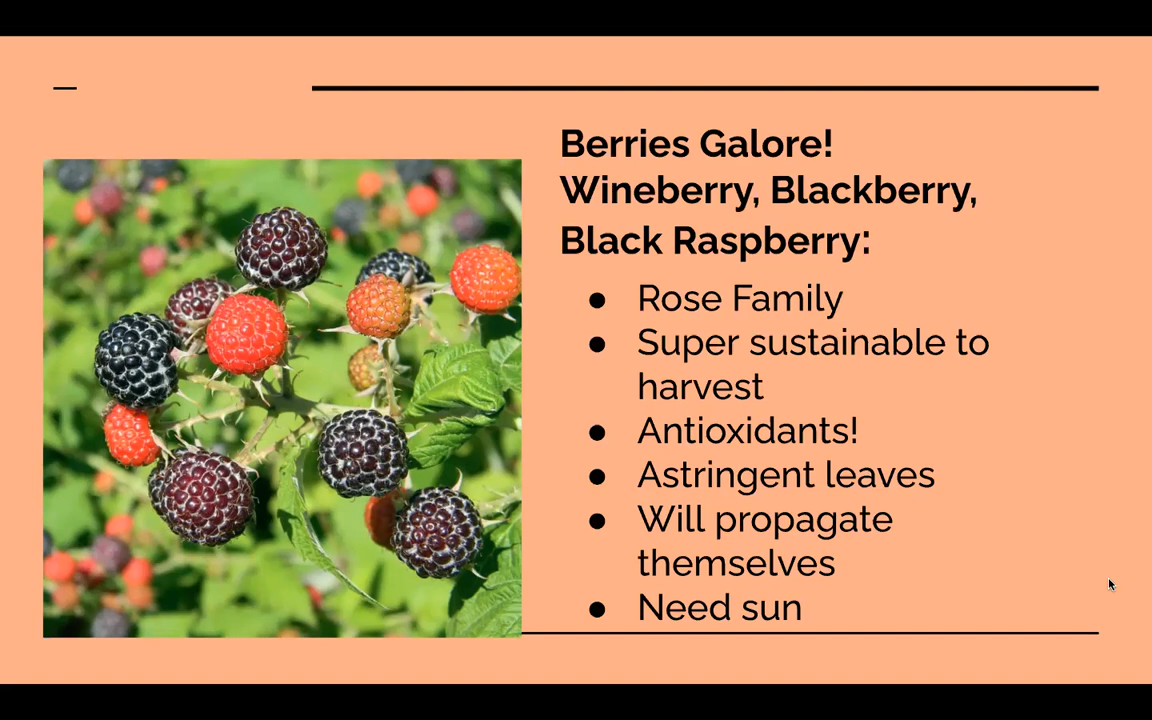 Berries Galore!
Wineberry, Blackberry,
Black Raspberry:
● Rose Family
● Super sustainable to
harvest
● Antioxidants!
● Astringent leaves
● Will propagate
themselves
● Need sun